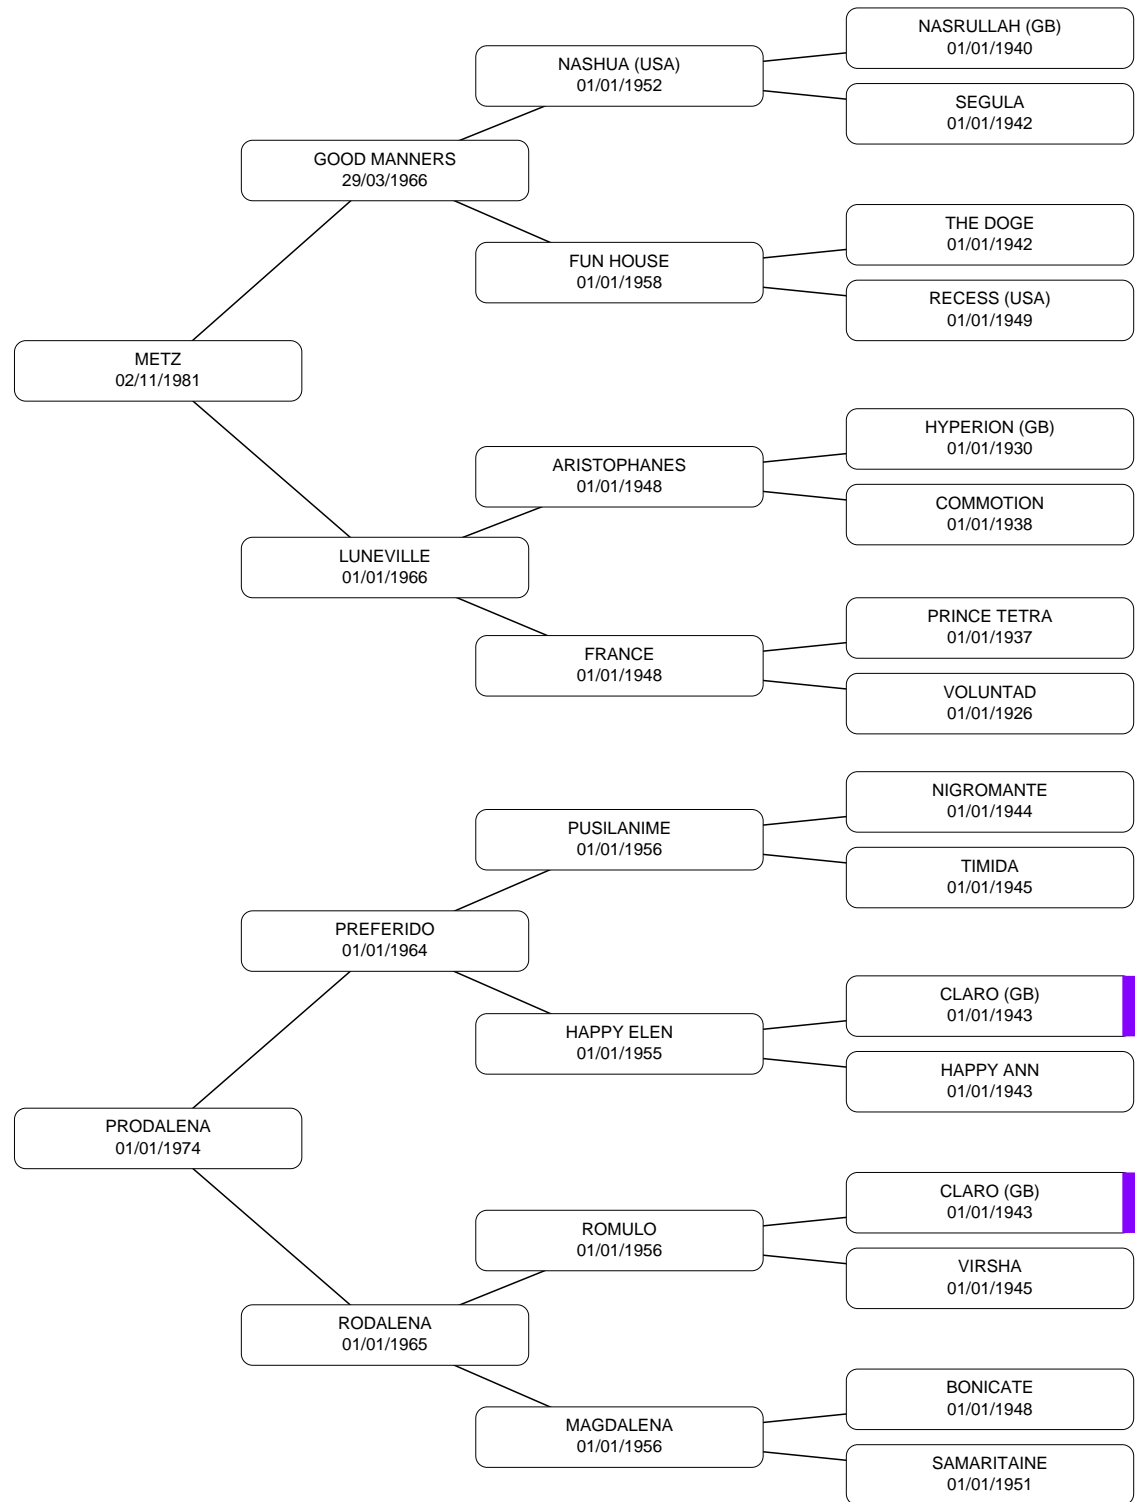 NASRULLAH (GB)
01/01/1940
NASHUA (USA)
01/01/1952
SEGULA
01/01/1942
GOOD MANNERS
29/03/1966
THE DOGE
01/01/1942
FUN HOUSE
01/01/1958
RECESS (USA)
01/01/1949
METZ
02/11/1981
HYPERION (GB)
01/01/1930
ARISTOPHANES
01/01/1948
COMMOTION
01/01/1938
LUNEVILLE
01/01/1966
PRINCE TETRA
01/01/1937
FRANCE
01/01/1948
VOLUNTAD
01/01/1926
NIGROMANTE
01/01/1944
PUSILANIME
01/01/1956
TIMIDA
01/01/1945
PREFERIDO
01/01/1964
CLARO (GB)
01/01/1943
HAPPY ELEN
01/01/1955
HAPPY ANN
01/01/1943
PRODALENA
01/01/1974
CLARO (GB)
01/01/1943
ROMULO
01/01/1956
VIRSHA
01/01/1945
RODALENA
01/01/1965
BONICATE
01/01/1948
MAGDALENA
01/01/1956
SAMARITAINE
01/01/1951